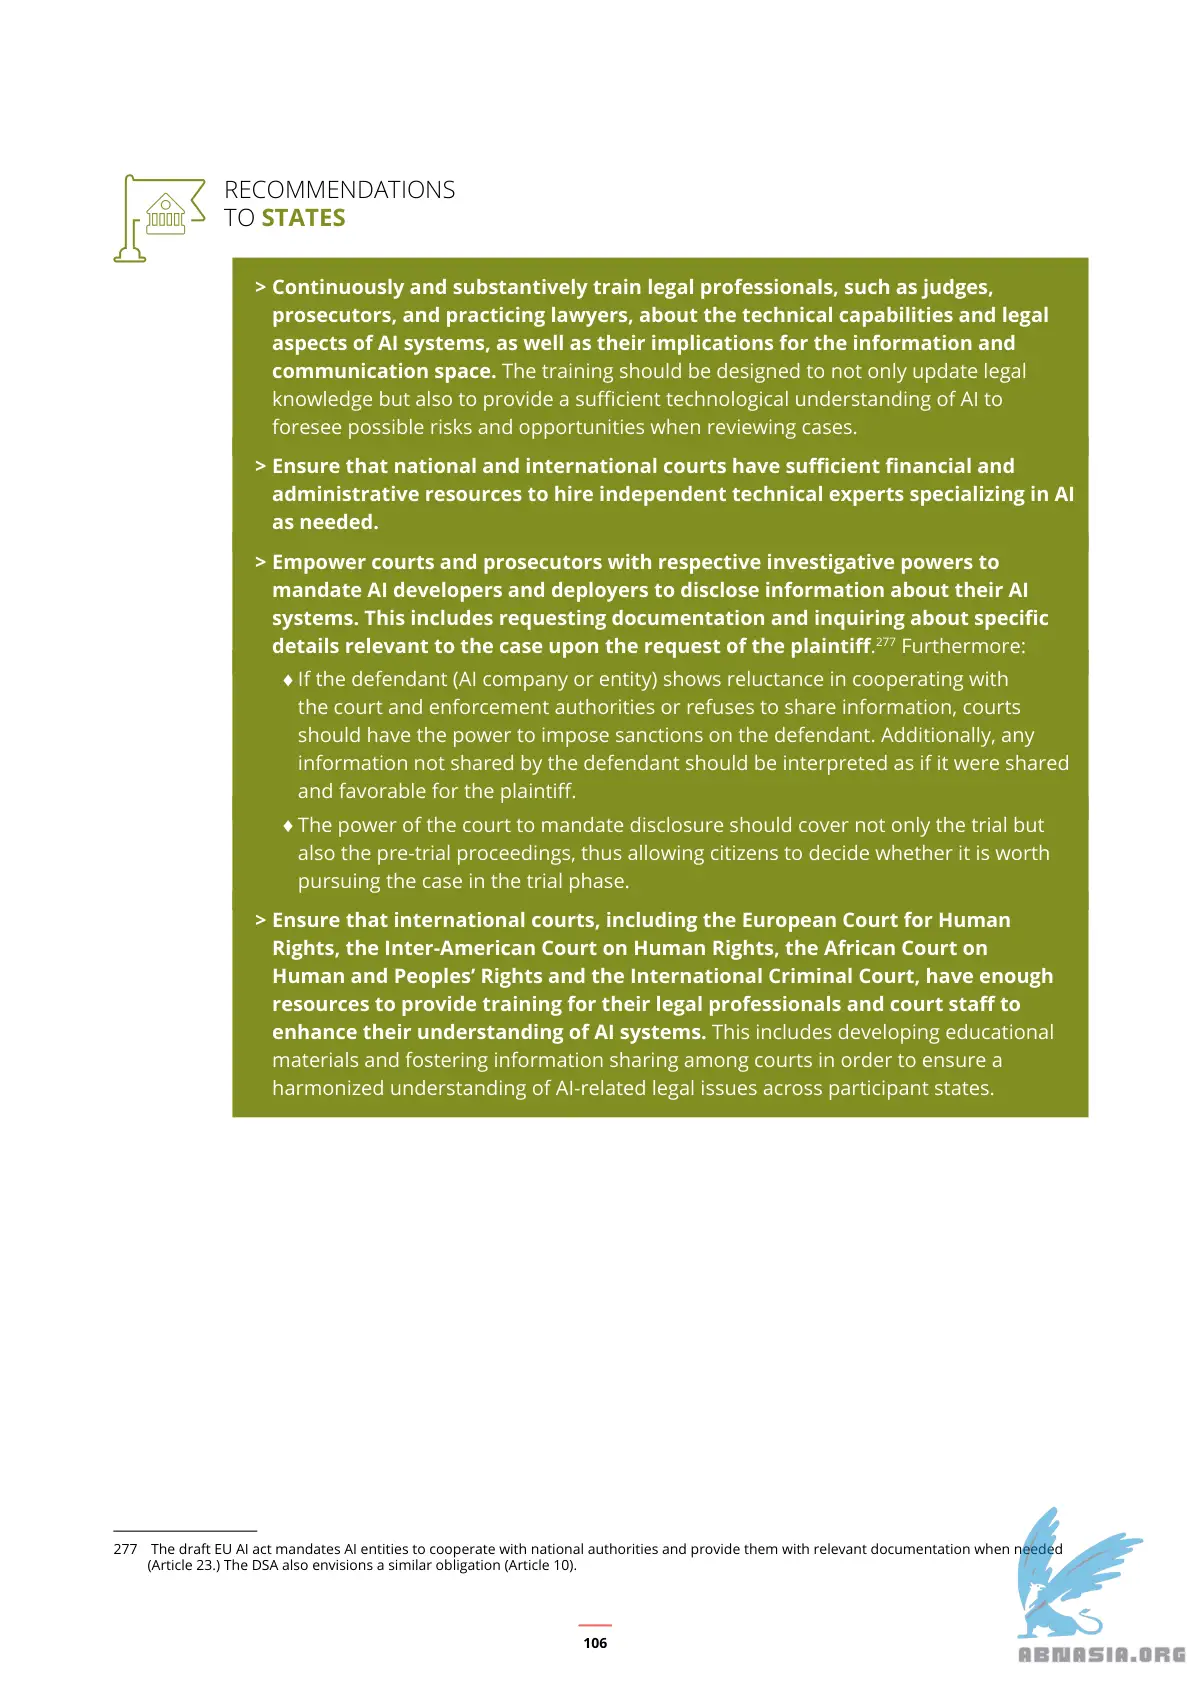 RECOMMENDATIONS
TO STATES
> Continuously and substantively train legal professionals, such as judges,
prosecutors, and practicing lawyers, about the technical capabilities and legal
aspects of AI systems, as well as their implications for the information and
communication space. The training should be designed to not only update legal
knowledge but also to provide a sufficient technological understanding of AI to
foresee possible risks and opportunities when reviewing cases.
> Ensure that national and international courts have sufficient financial and
administrative resources to hire independent technical experts specializing in AI
as needed.
> Empower courts and prosecutors with respective investigative powers to
mandate AI developers and deployers to disclose information about their AI
systems. This includes requesting documentation and inquiring about specific
details relevant to the case upon the request of the plaintiff.277 Furthermore:
♦ If the defendant (AI company or entity) shows reluctance in cooperating with
the court and enforcement authorities or refuses to share information, courts
should have the power to impose sanctions on the defendant. Additionally, any
information not shared by the defendant should be interpreted as if it were shared
and favorable for the plaintiff.
♦ The power of the court to mandate disclosure should cover not only the trial but
also the pre-trial proceedings, thus allowing citizens to decide whether it is worth
pursuing the case in the trial phase.
> Ensure that international courts, including the European Court for Human
Rights, the Inter-American Court on Human Rights, the African Court on
Human and Peoples’ Rights and the International Criminal Court, have enough
resources to provide training for their legal professionals and court staff to
enhance their understanding of AI systems. This includes developing educational
materials and fostering information sharing among courts in order to ensure a
harmonized understanding of AI-related legal issues across participant states.
277 The draft EU AI act mandates AI entities to cooperate with national authorities and provide them with relevant documentation when needed
(Article 23.) The DSA also envisions a similar obligation (Article 10).
106
ABNASIA.ORG